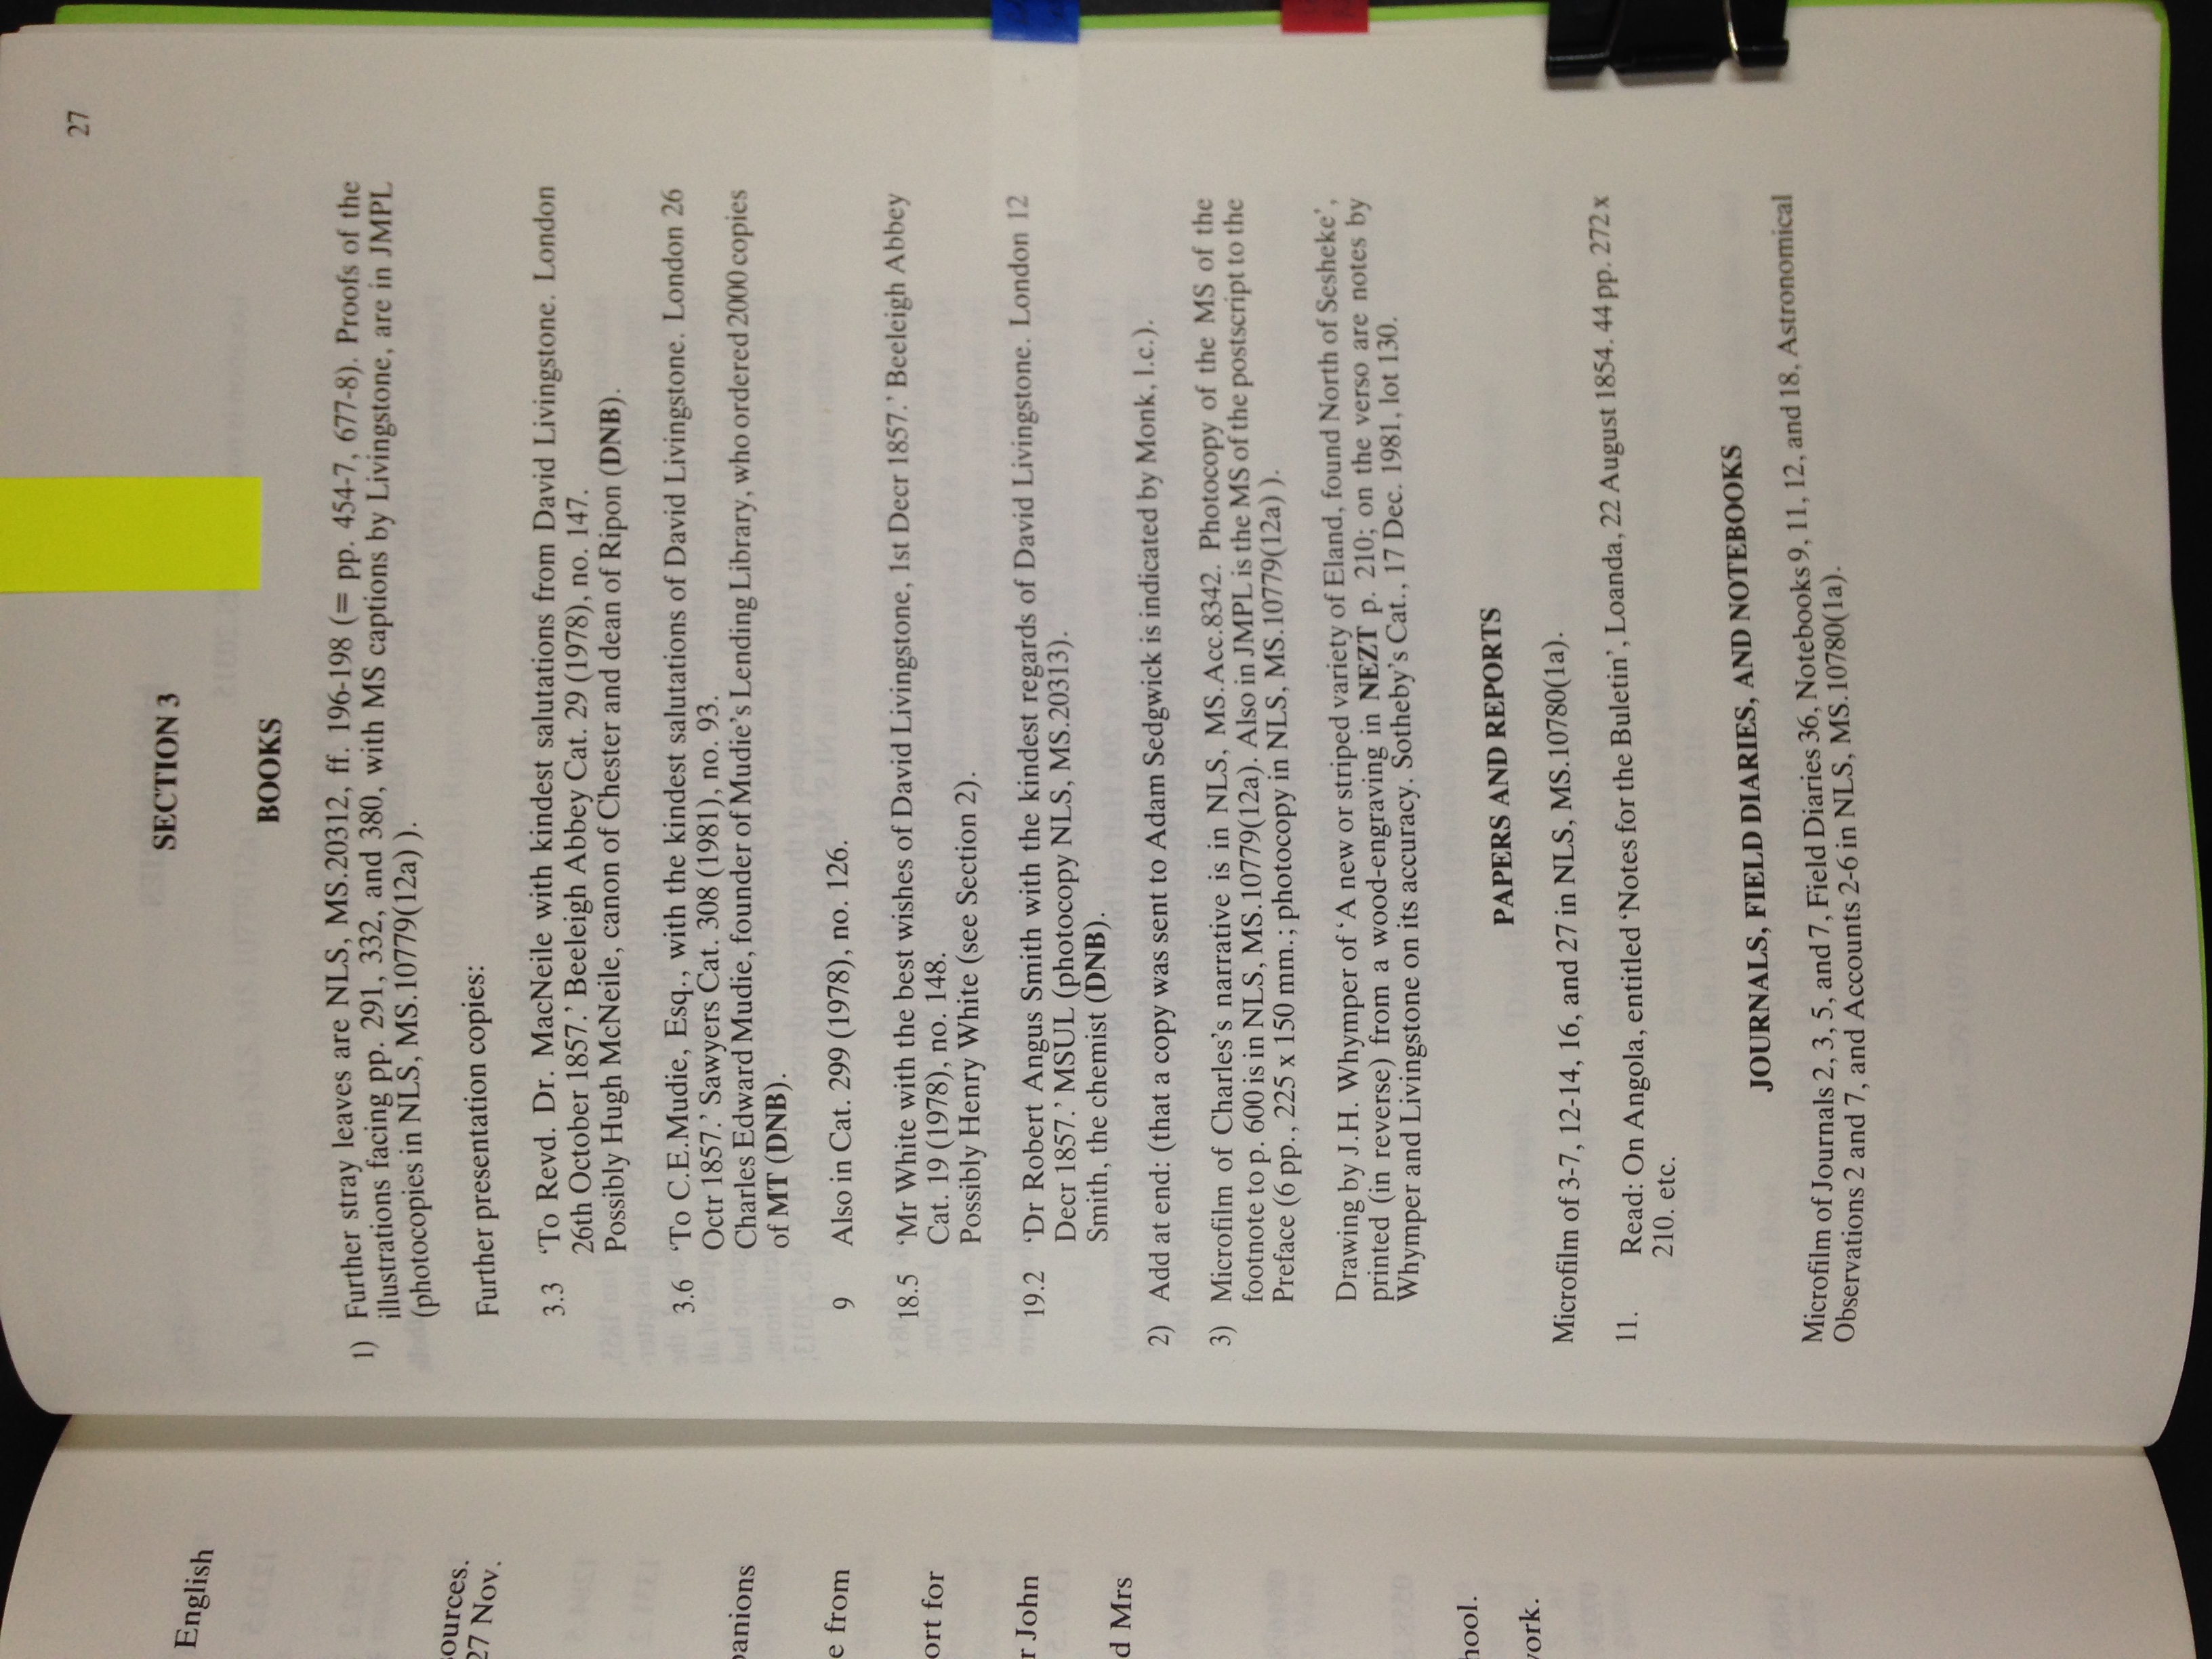 27
English
ources.
27 Nov.
panions
e from
ort for
r John
d Mrs
hool.
vork.
SECTION 3
BOOKS
1) Further stray leaves are NLS, MS.20312, ff. 196-198 (= pp. 454-7, 677-8). Proofs of the
illustrations facing pp. 291, 332, and 380, with MS captions by Livingstone, are in JMPL
(photocopies in NLS, MS.10779(12a) ).
Further presentation copies:
3.3 ‘To Revd. Dr. MacNeile with kindest salutations from David Livingstone. London
26th October 1857.’ Beeleigh Abbey Cat. 29 (1978), no. 147.
Possibly Hugh McNeile, canon of Chester and dean of Ripon (DNB).
3.6 ‘To C.E.Mudie, Esq., with the kindest salutations of David Livingstone. London 26
Octr 1857.’ Sawyers Cat. 308 (1981), no. 93.
Charles Edward Mudie, founder of Mudie’s Lending Library, who ordered 2000 copies
of MT (DNB).
9 Also in Cat. 299 (1978), no. 126.
18.5 ‘Mr White with the best wishes of David Livingstone, 1st Decr 1857.’ Beeleigh Abbey
Cat. 19 (1978), no. 148.
Possibly Henry White (see Section 2).
19.2 ‘Dr Robert Angus Smith with the kindest regards of David Livingstone. London 12
Decr 1857.’ MSUL (photocopy NLS, MS.20313).
Smith, the chemist (DNB).
2) Add at end: (that a copy was sent to Adam Sedgwick is indicated by Monk, l.c.).
3) Microfilm of Charles’s narrative is in NLS, MS.Acc.8342. Photocopy of the MS of the
footnote to p. 600 is in NLS, MS.10779(12a). Also in JMPL is the MS of the postscript to the
Preface (6 pp., 225 x 150 mm.; photocopy in NLS, MS.10779(12a) ).
Drawing by J.H. Whymper of ‘A new or striped variety of Eland, found North of Sesheke’,
printed (in reverse) from a wood-engraving in NEZT p. 210; on the verso are notes by
Whymper and Livingstone on its accuracy. Sotheby’s Cat., 17 Dec. 1981, lot 130.
PAPERS AND REPORTS
Microfilm of 3-7, 12-14, 16, and 27 in NLS, MS.10780(1a).
11. Read: On Angola, entitled ‘Notes for the Buletin’, Loanda, 22 August 1854. 44 pp. 272 x
210. etc.
JOURNALS, FIELD DIARIES, AND NOTEBOOKS
Microfilm of Journals 2, 3, 5, and 7, Field Diaries 36, Notebooks 9, 11, 12, and 18, Astronomical
Observations 2 and 7, and Accounts 2-6 in NLS, MS.10780(1a).